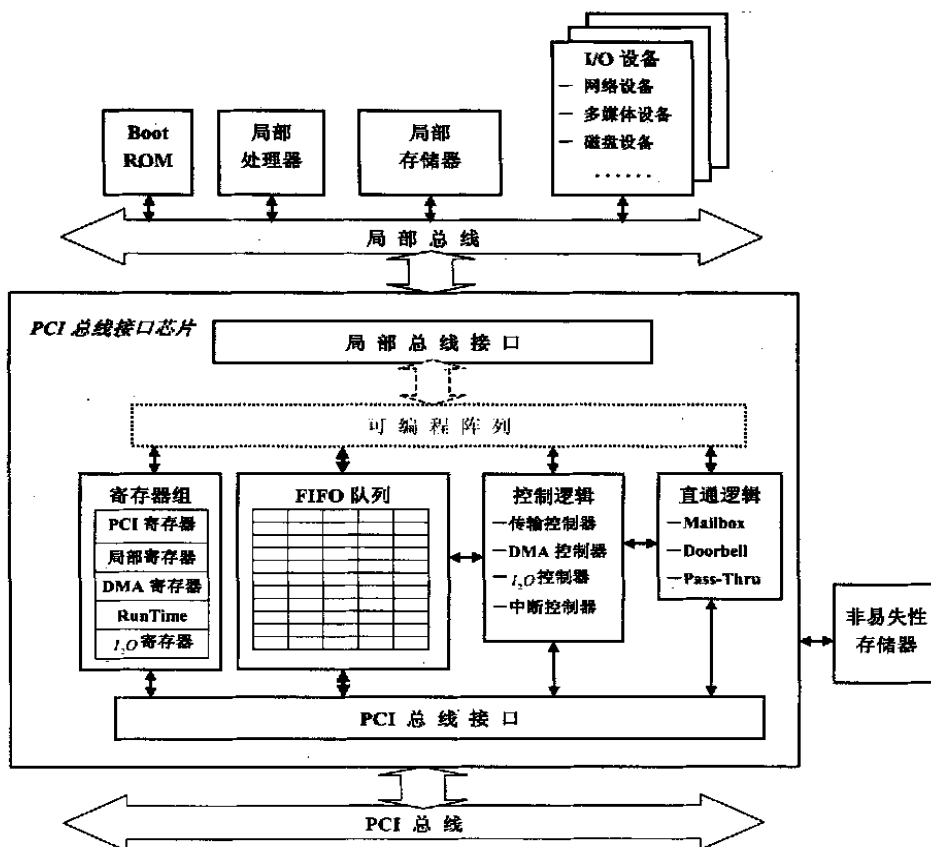 I/O 设备
— 网络设备
— 多媒体设备
— 磁盘设备
......
Boot
ROM
局部
处理器
局部
存储器
局部总线
PCI 总线接口芯片
局部总线接口
可编程阵列
寄存器组
PCI 寄存器
局部寄存器
DMA 寄存器
RunTime
I₂O 寄存器
FIFO 队列
控制逻辑
—传输控制器
—DMA 控制器
—I₂O 控制器
—中断控制器
直通逻辑
—Mailbox
—Doorbell
—Pass-Thru
非易失性
存储器
PCI 总线接口
PCI 总线